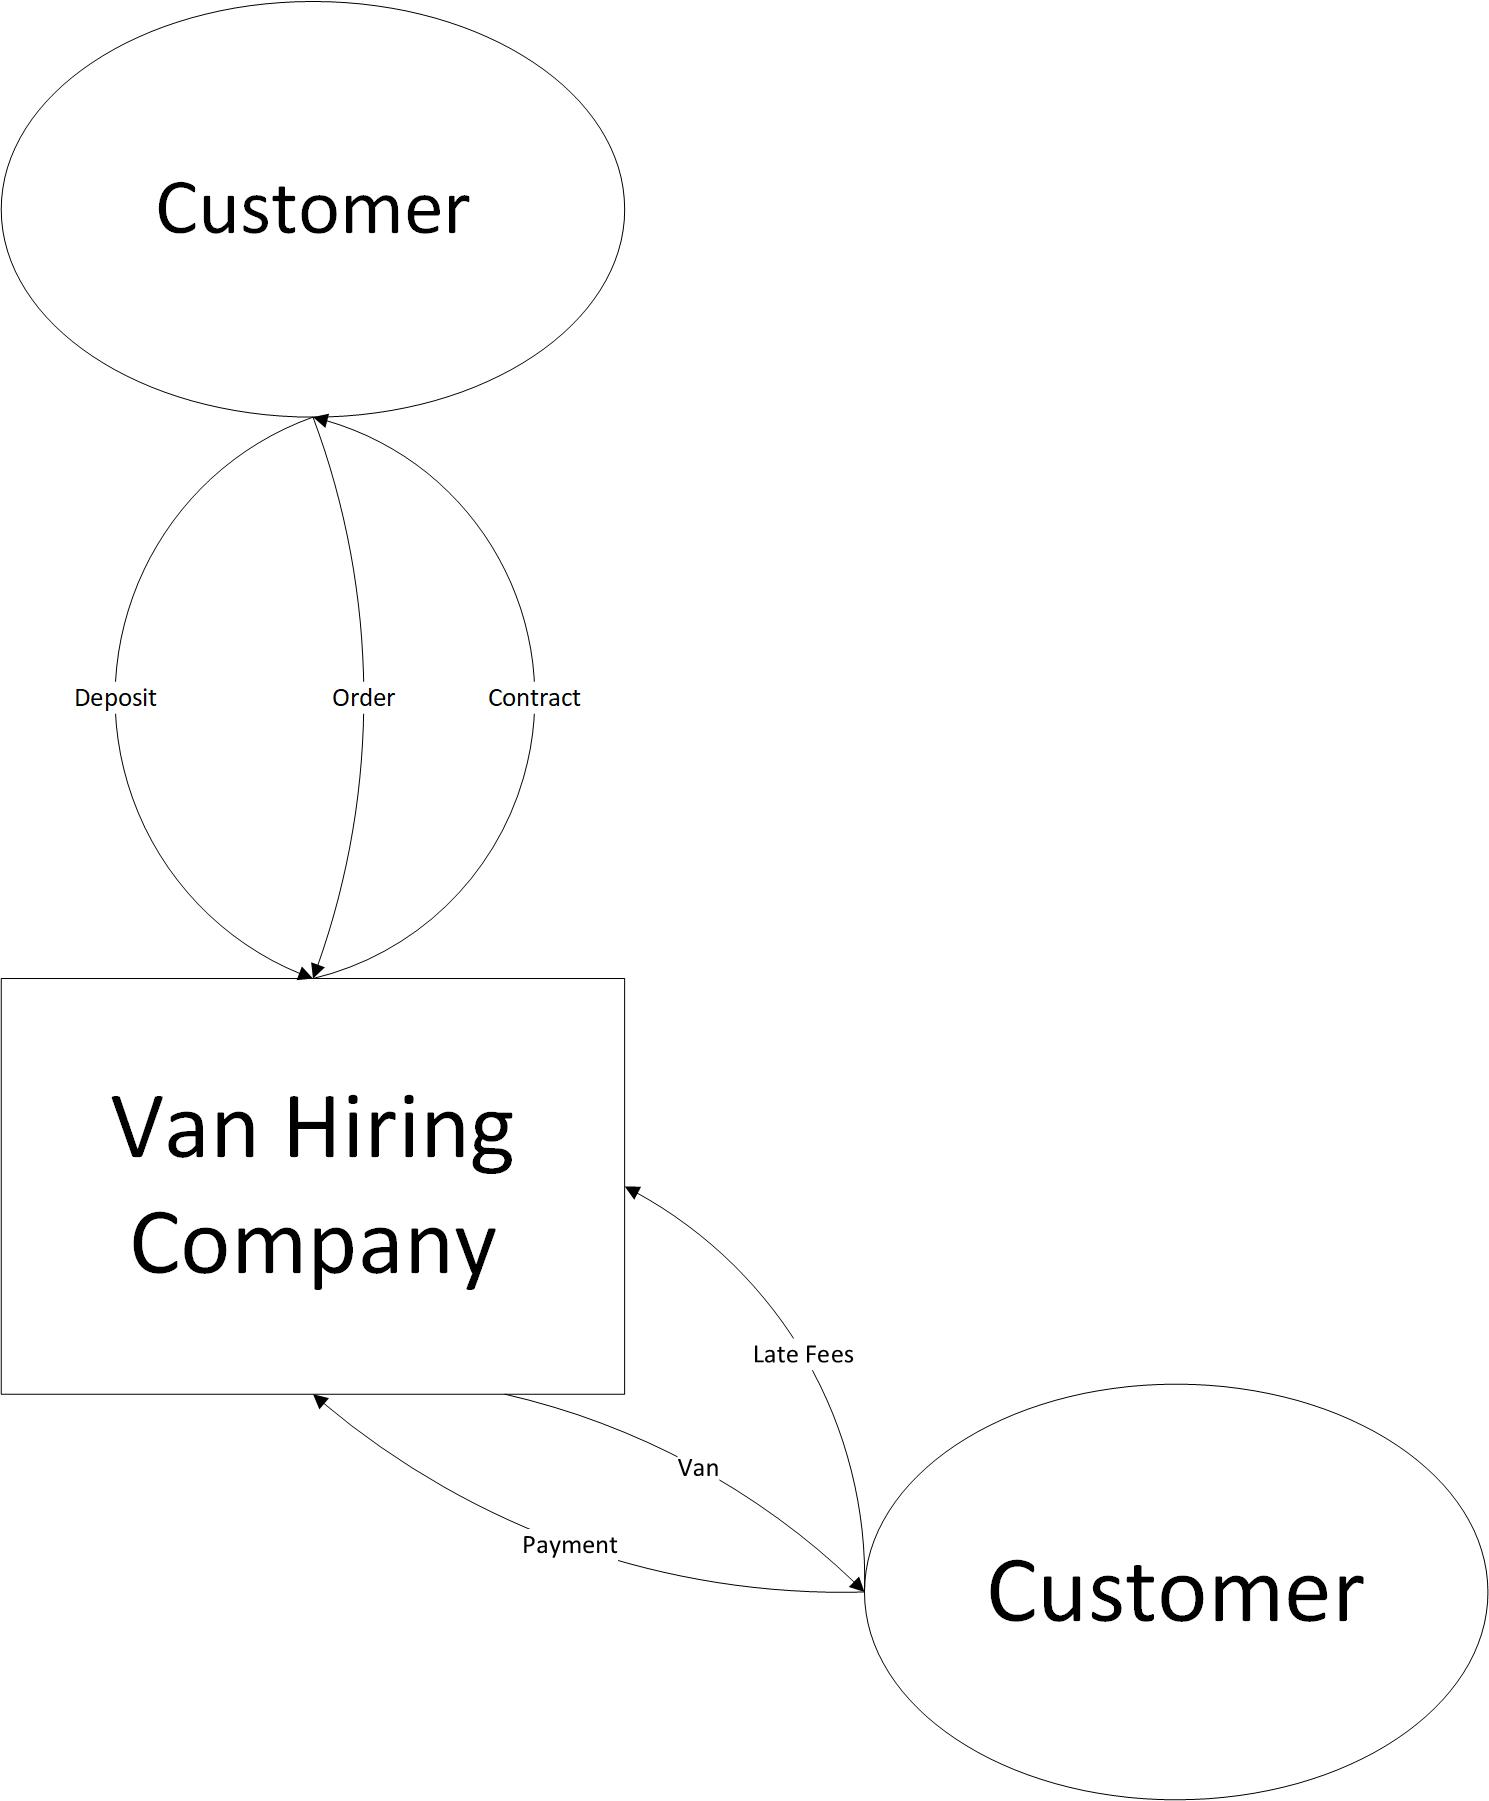 Customer
Deposit
Order
Contract
Van Hiring
Company
Late Fees
Van
Payment
Customer